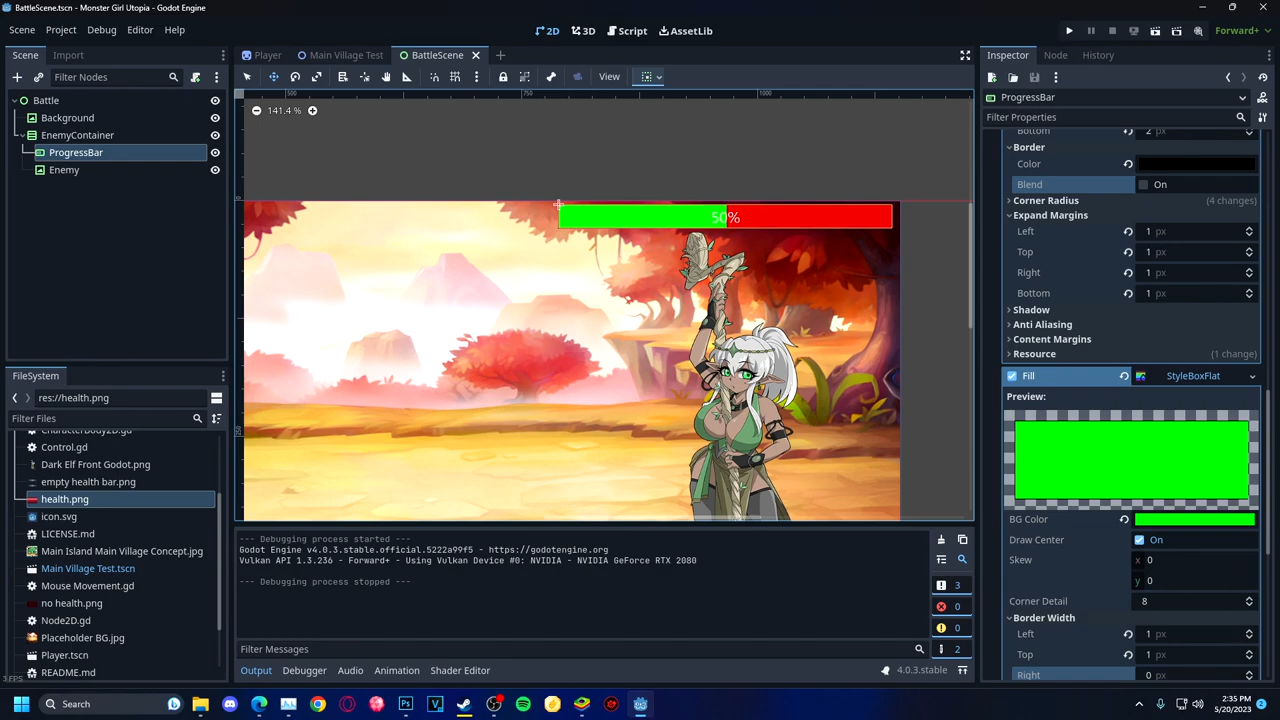 BattleScene.tscn - Monster Girl Utopia - Godot Engine
Scene Project Debug Editor Help
2D 3D Script AssetLib
Forward+
Scene Import
Player Main Village Test BattleScene
Inspector Node History
Filter Nodes
View
141.4 %
500 750 1000
Battle
Background
EnemyContainer
ProgressBar
Enemy
50%
FileSystem
res://health.png
Filter Files
CharacterBody2D.gd
Control.gd
Dark Elf Front Godot.png
empty health bar.png
health.png
icon.svg
LICENSE.md
Main Island Main Village Concept.jpg
Main Village Test.tscn
Mouse Movement.gd
no health.png
Node2D.gd
Placeholder BG.jpg
Player.tscn
README.md
--- Debugging process started ---
Godot Engine v4.0.3.stable.official.5222a99f5 - https://godotengine.org
Vulkan API 1.3.236 - Forward+ - Using Vulkan Device #0: NVIDIA - NVIDIA GeForce RTX 2080
--- Debugging process stopped ---
3
0
0
2
Filter Messages
Output Debugger Audio Animation Shader Editor
4.0.3.stable
ProgressBar
Filter Properties
Bottom 2 px
Border
Color
Blend On
Corner Radius (4 changes)
Expand Margins
Left 1 px
Top 1 px
Right 1 px
Bottom 1 px
Shadow
Anti Aliasing
Content Margins
Resource (1 change)
Fill StyleBoxFlat
Preview:
BG Color
Draw Center On
Skew x 0
y 0
Corner Detail 8
Border Width
Left 1 px
Top 1 px
Right 0 px
Search
2:35 PM
5/20/2023